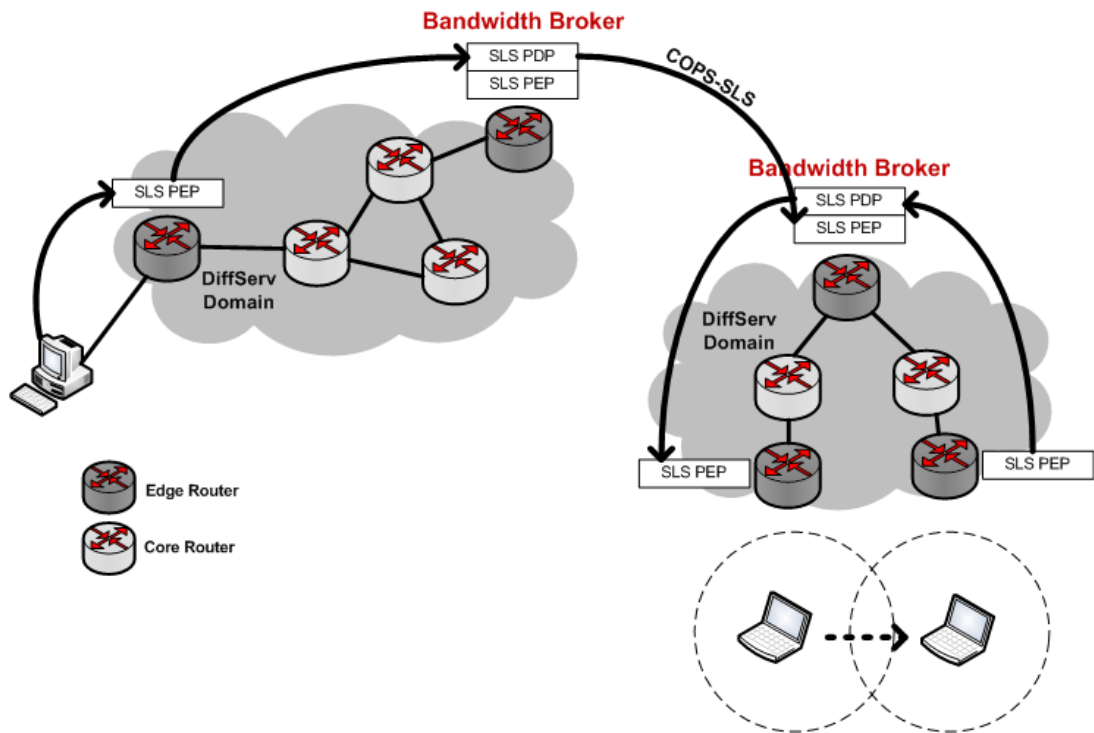 Bandwidth Broker
SLS PDP
SLS PEP
COPS-SLS
SLS PEP
DiffServ
Domain
Bandwidth Broker
SLS PDP
SLS PEP
DiffServ
Domain
SLS PEP
SLS PEP
Edge Router
Core Router